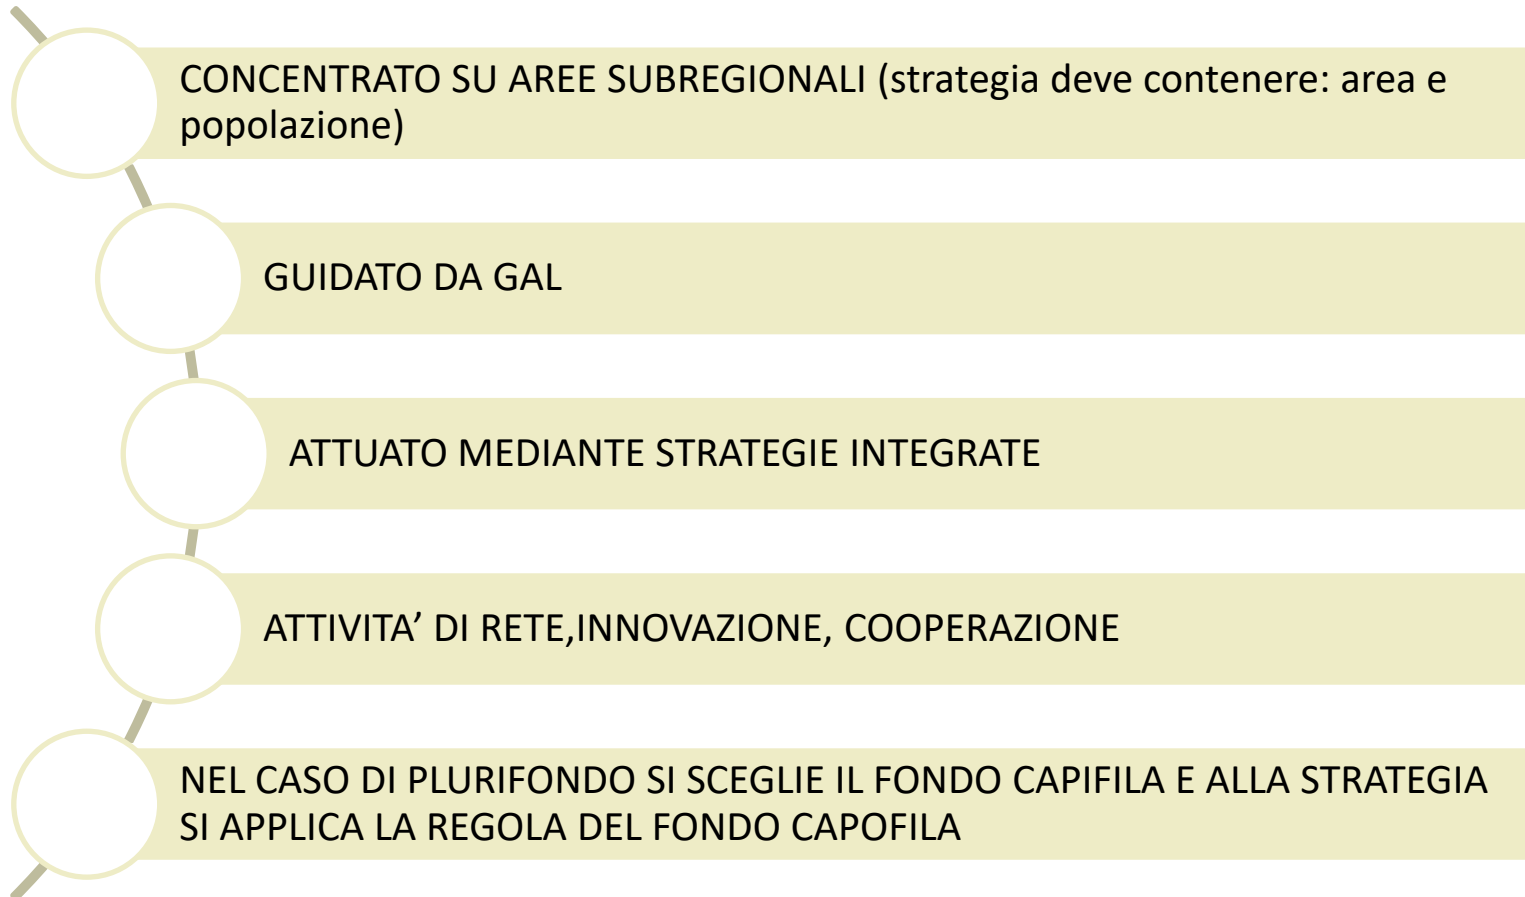 CONCENTRATO SU AREE SUBREGIONALI (strategia deve contenere: area e
popolazione)
GUIDATO DA GAL
ATTUATO MEDIANTE STRATEGIE INTEGRATE
ATTIVITA’ DI RETE,INNOVAZIONE, COOPERAZIONE
NEL CASO DI PLURIFONDO SI SCEGLIE IL FONDO CAPIFILA E ALLA STRATEGIA
SI APPLICA LA REGOLA DEL FONDO CAPOFILA